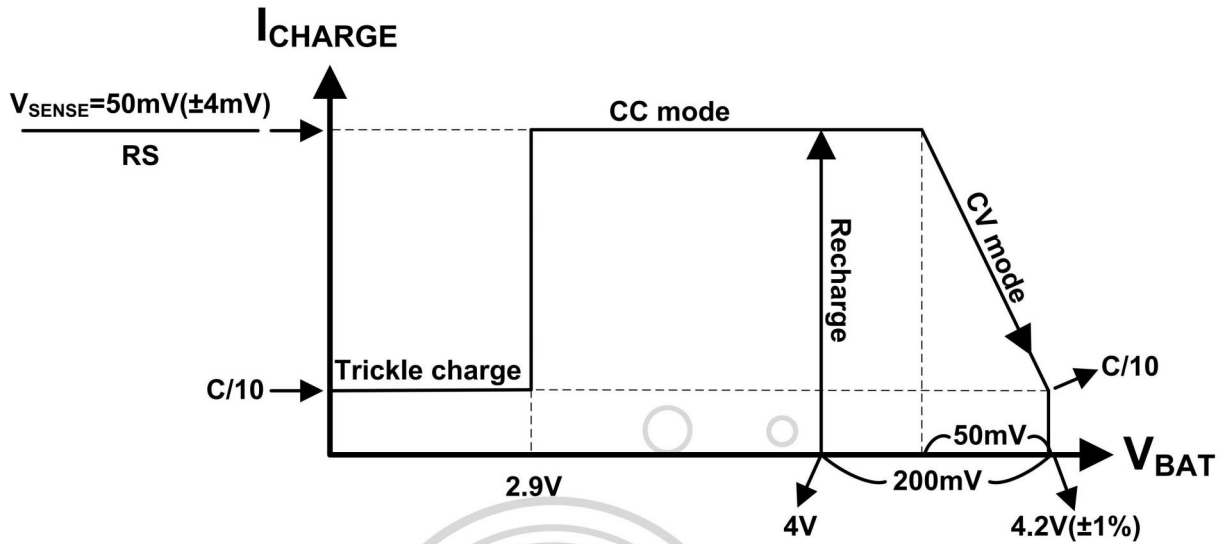 ICHARGE
VSENSE=50mV(±4mV)
RS
CC mode
Recharge
CV mode
Trickle charge
C/10
C/10
50mV
200mV
VBAT
2.9V
4V
4.2V(±1%)